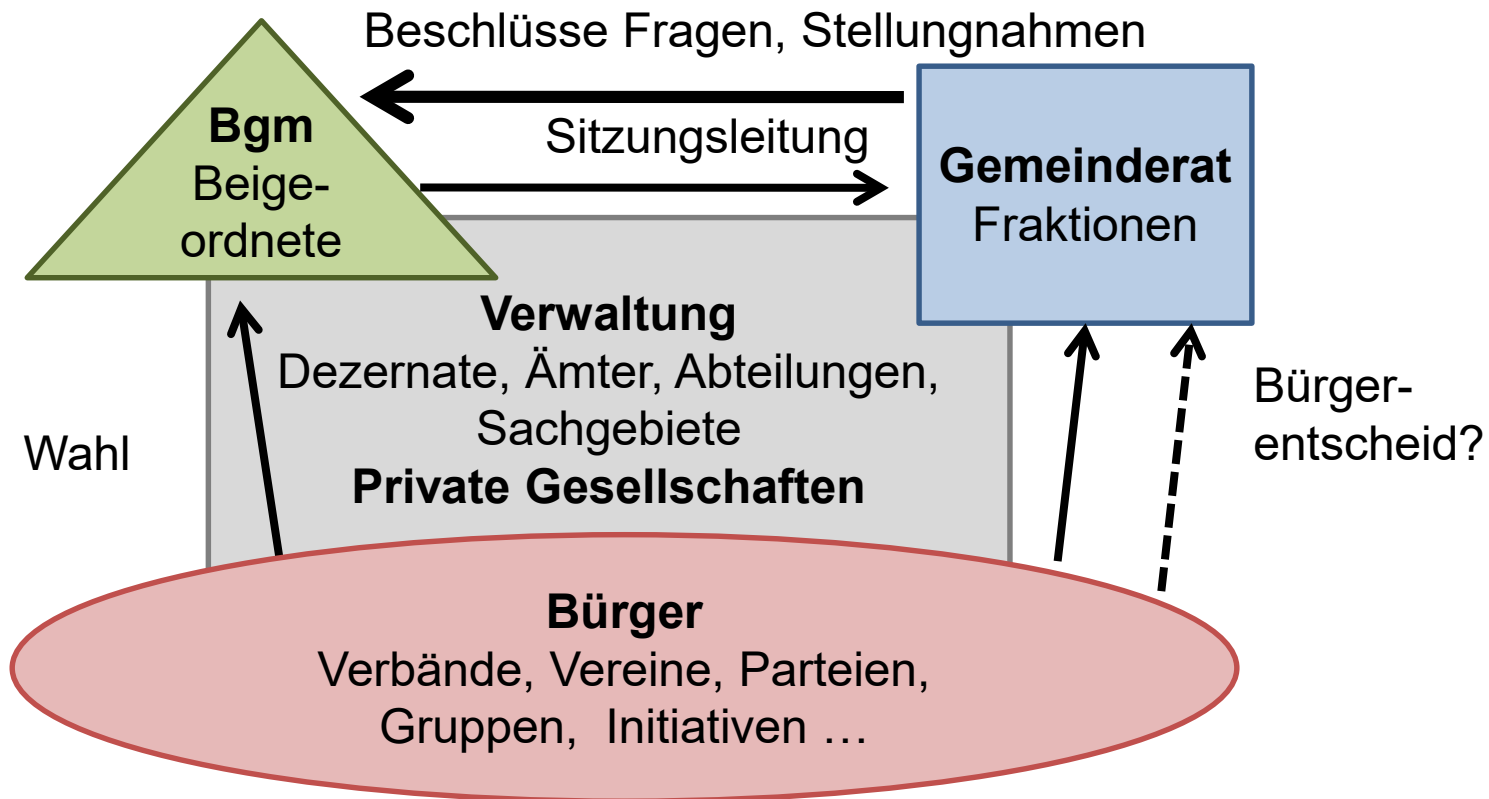 Beschlüsse Fragen, Stellungnahmen
Bgm
Beige-
ordnete
Sitzungsleitung
Gemeinderat
Fraktionen
Verwaltung
Dezernate, Ämter, Abteilungen,
Sachgebiete
Private Gesellschaften
Wahl
Bürger-
entscheid?
Bürger
Verbände, Vereine, Parteien,
Gruppen, Initiativen …